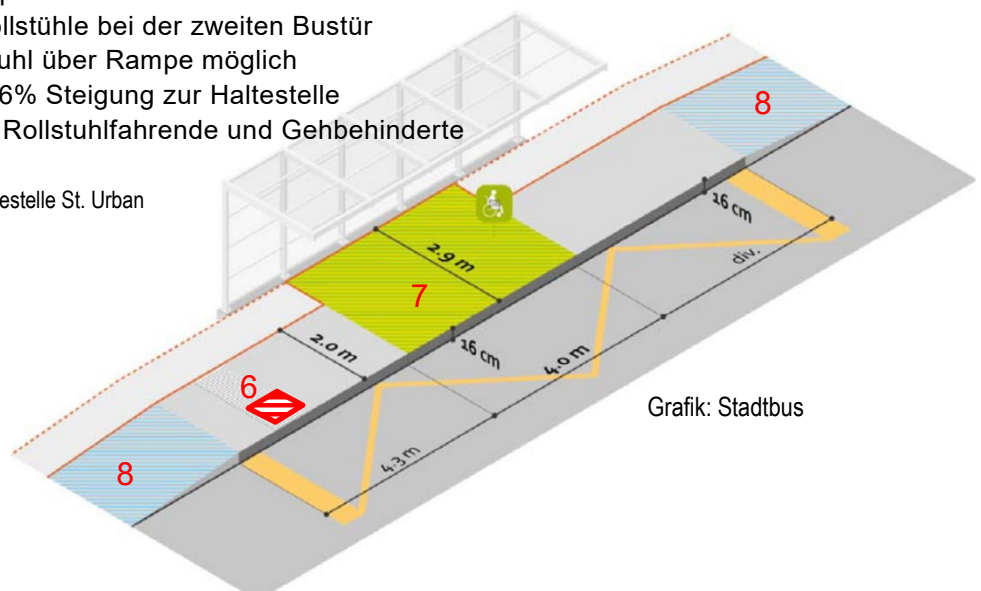 ollstühle bei der zweiten Bustür
uhl über Rampe möglich
6% Steigung zur Haltestelle
Rollstuhlfahrende und Gehbehinderte
estelle St. Urban
8
16 cm
2.9 m
div.
7
16 cm
2.0 m
4.0 m
6
Grafik: Stadtbus
4.3 m
8